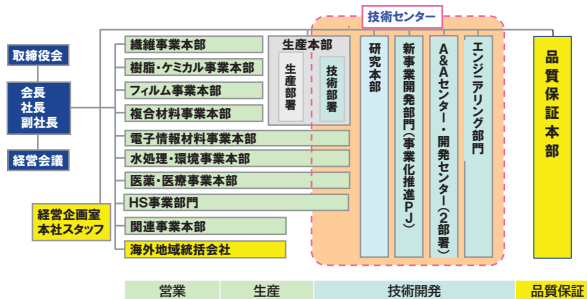 技術センター
取締役会
会長
社長
副社長
経営会議
経営企画室
本社スタッフ
繊維事業本部
樹脂・ケミカル事業本部
フィルム事業本部
複合材料事業本部
電子情報材料事業本部
水処理・環境事業本部
医薬・医療事業本部
HS事業部門
関連事業本部
海外地域統括会社
生産本部
生産部署
技術部署
研究本部
新事業開発部門(事業化推進PJ)
A&Aセンター・開発センター(2部署)
エンジニアリング部門
品質保証本部
営業
生産
技術開発
品質保証